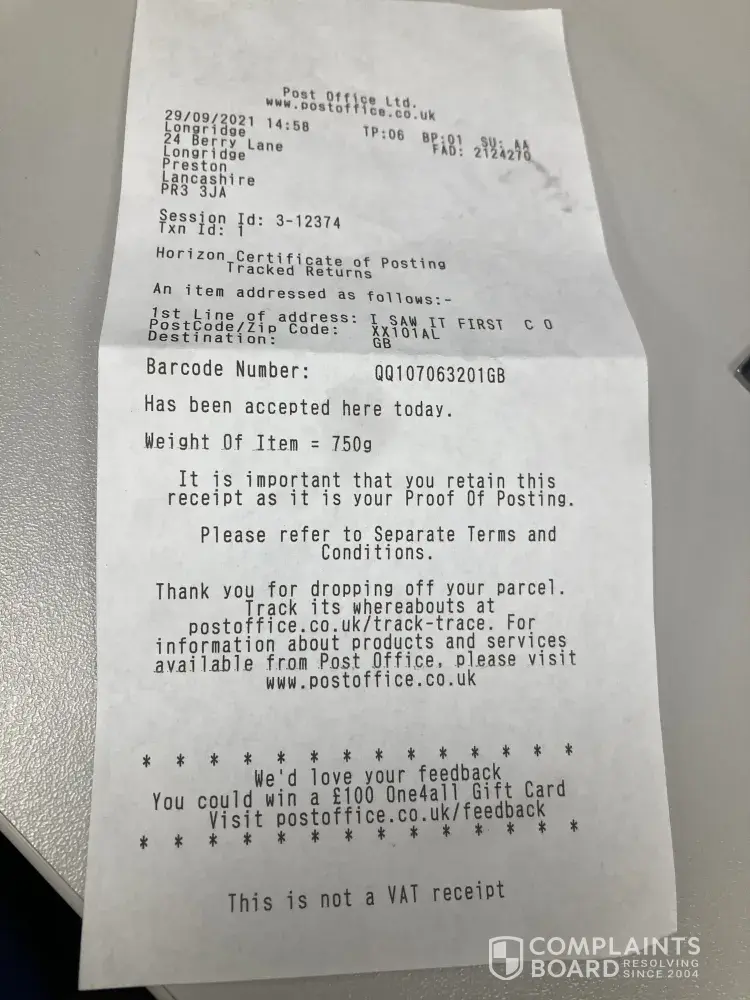 Post Office Ltd.
www.postoffice.co.uk
29/09/2021 14:58 TP:06 BP:01 SU: AA
Longridge FAD: 2124270
24 Berry Lane
Longridge
Preston
Lancashire
PR3 3JA
Session Id: 3-12374
Txn Id: 1
Horizon Certificate of Posting
Tracked Returns
An item addressed as follows:-
1st Line of address: I SAW IT FIRST C O
PostCode/Zip Code: XX101AL
Destination: GB
Barcode Number: QQ107063201GB
Has been accepted here today.
Weight Of Item = 750g
It is important that you retain this
receipt as it is your Proof Of Posting.
Please refer to Separate Terms and
Conditions.
Thank you for dropping off your parcel.
Track its whereabouts at
postoffice.co.uk/track-trace. For
information about products and services
available from Post Office, please visit
www.postoffice.co.uk
* * * * * * * * * * * * * *
We'd love your feedback
You could win a £100 One4all Gift Card
Visit postoffice.co.uk/feedback
* * * * * * * * * * * * * *
This is not a VAT receipt
COMPLAINTS
BOARD RESOLVING
SINCE 2004